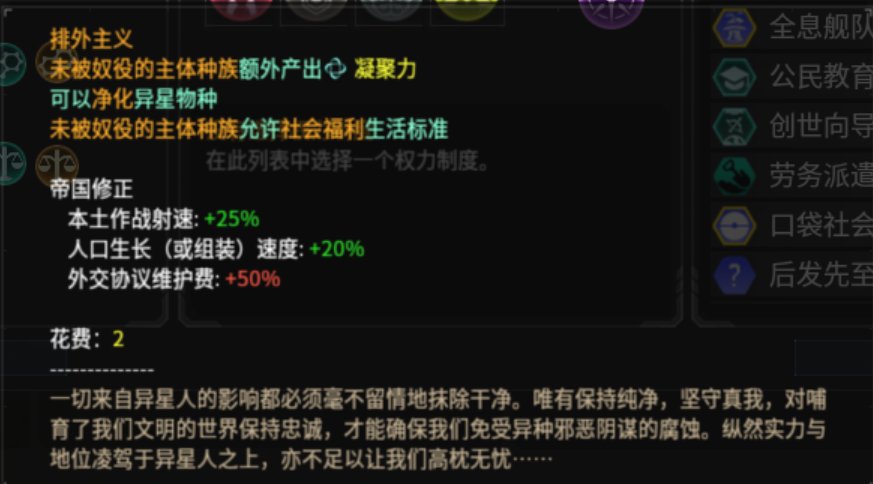 排外主义
未被奴役的主体种族额外产出 凝聚力
可以净化异星物种
未被奴役的主体种族允许社会福利生活标准
在此列表中选择一个权力制度。
帝国修正
本土作战射速: +25%
人口生长（或组装）速度: +20%
外交协议维护费: +50%
花费： 2
--------------
一切来自异星人的影响都必须毫不留情地抹除干净。唯有保持纯净，坚守真我，对哺
育了我们文明的世界保持忠诚，才能确保我们免受异种邪恶阴谋的腐蚀。纵然实力与
地位凌驾于异星人之上，亦不足以让我们高枕无忧……
全息舰队
公民教育
创世向导
劳务派遣
口袋社会
?
后发先至